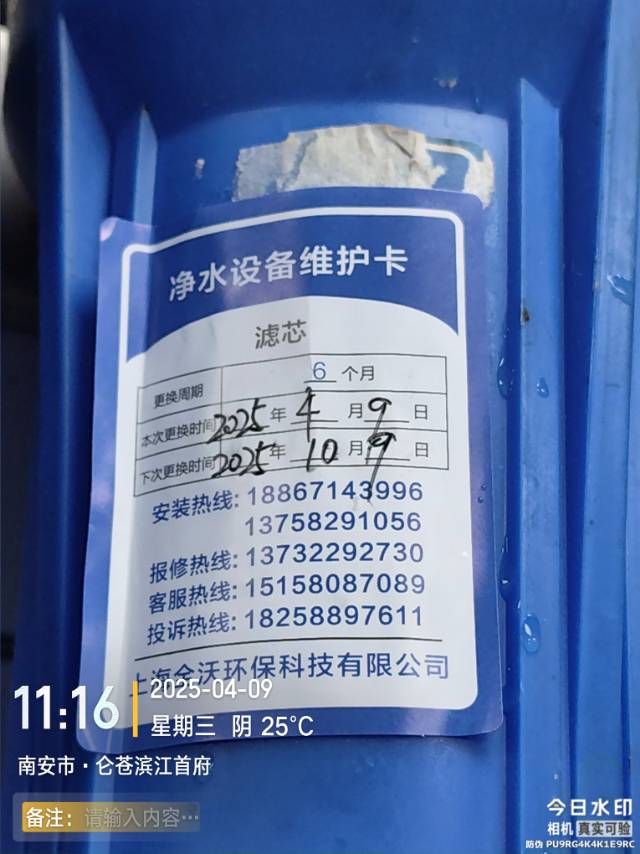 净水设备维护卡
滤芯
更换周期 6 个月
本次更换时间 2025 年 4 月 9 日
下次更换时间 2025 年 10 月 9 日
安装热线: 18867143996
13758291056
报修热线: 13732292730
客服热线: 15158087089
投诉热线: 18258897611
上海全沃环保科技有限公司
11:16
2025-04-09
星期三 阴 25°C
南安市·仑苍滨江首府
备注: 请输入内容…
今日水印
相机 真实可验
防伪 PU9RG4K4K1E9RC